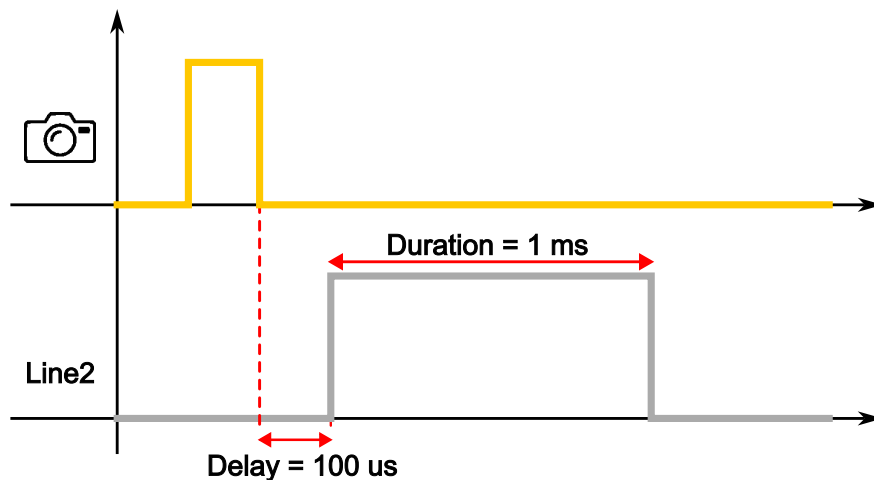 Duration = 1 ms
Line2
Delay = 100 us